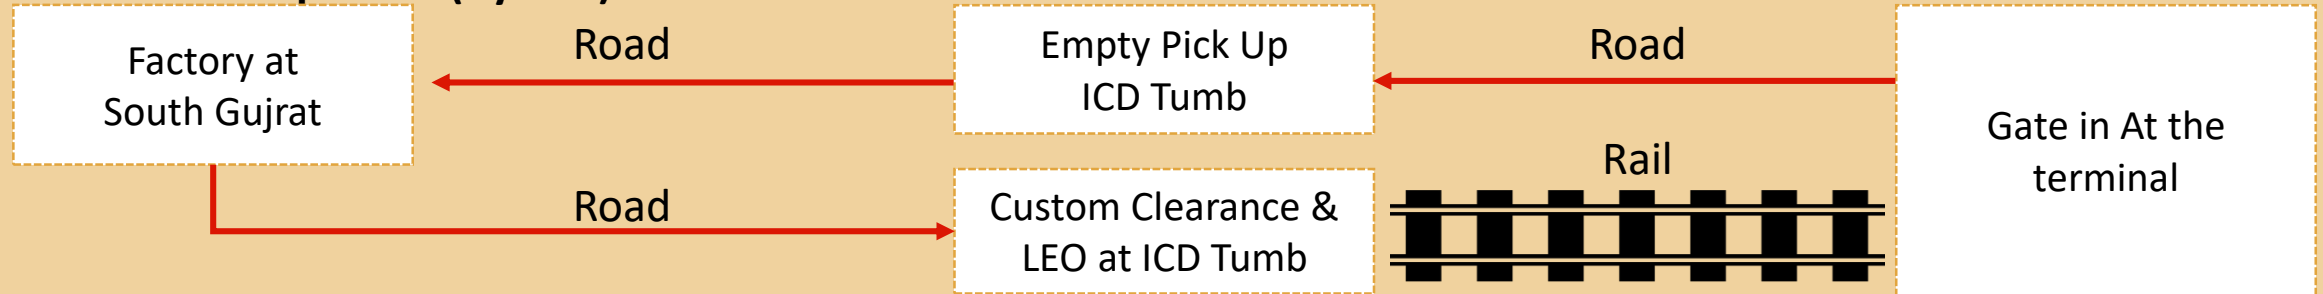 Factory at
South Gujrat
Road
Empty Pick Up
ICD Tumb
Road
Gate in At the
terminal
Rail
Road
Custom Clearance &
LEO at ICD Tumb